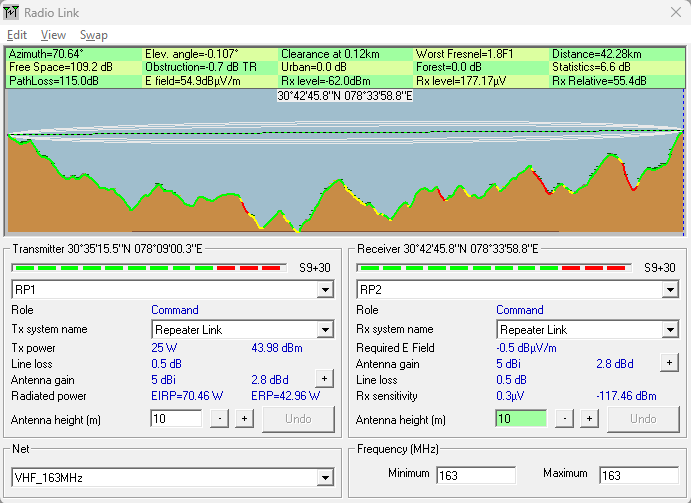 Radio Link
Edit View Swap
Azimuth=70.64° Elev. angle=-0.107° Clearance at 0.12km Worst Fresnel=1.8F1 Distance=42.28km
Free Space=109.2 dB Obstruction=-0.7 dB TR Urban=0.0 dB Forest=0.0 dB Statistics=6.6 dB
PathLoss=115.0dB E field=54.9dBµV/m Rx level=-62.0dBm Rx level=177.17µV Rx Relative=55.4dB
30°42'45.8''N 078°33'58.8''E
Transmitter 30°35'15.5''N 078°09'00.3''E
S9+30
RP1
Role Command
Tx system name Repeater Link
Tx power 25 W 43.98 dBm
Line loss 0.5 dB
Antenna gain 5 dBi 2.8 dBd +
Radiated power EIRP=70.46 W ERP=42.96 W
Antenna height (m) 10 - + Undo
Receiver 30°42'45.8''N 078°33'58.8''E
S9+30
RP2
Role Command
Rx system name Repeater Link
Required E Field -0.5 dBµV/m
Antenna gain 5 dBi 2.8 dBd +
Line loss 0.5 dB
Rx sensitivity 0.3µV -117.46 dBm
Antenna height (m) 10 - + Undo
Net
VHF_163MHz
Frequency (MHz)
Minimum 163 Maximum 163